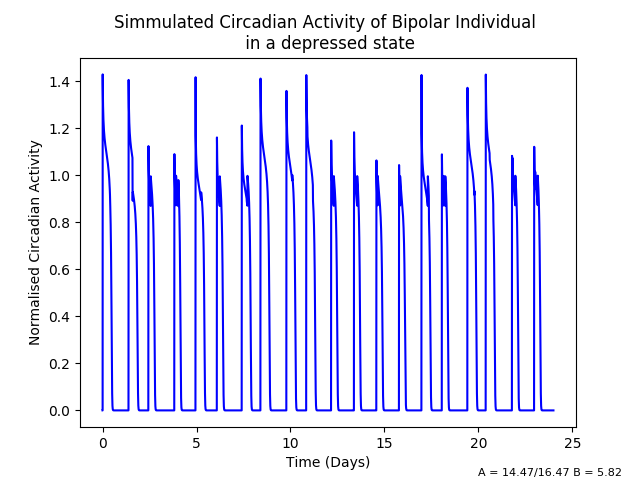 Simmulated Circadian Activity of Bipolar Individual
in a depressed state
Normalised Circadian Activity
1.4
1.2
1.0
0.8
0.6
0.4
0.2
0.0
0 5 10 15 20 25
Time (Days)
A = 14.47/16.47 B = 5.82